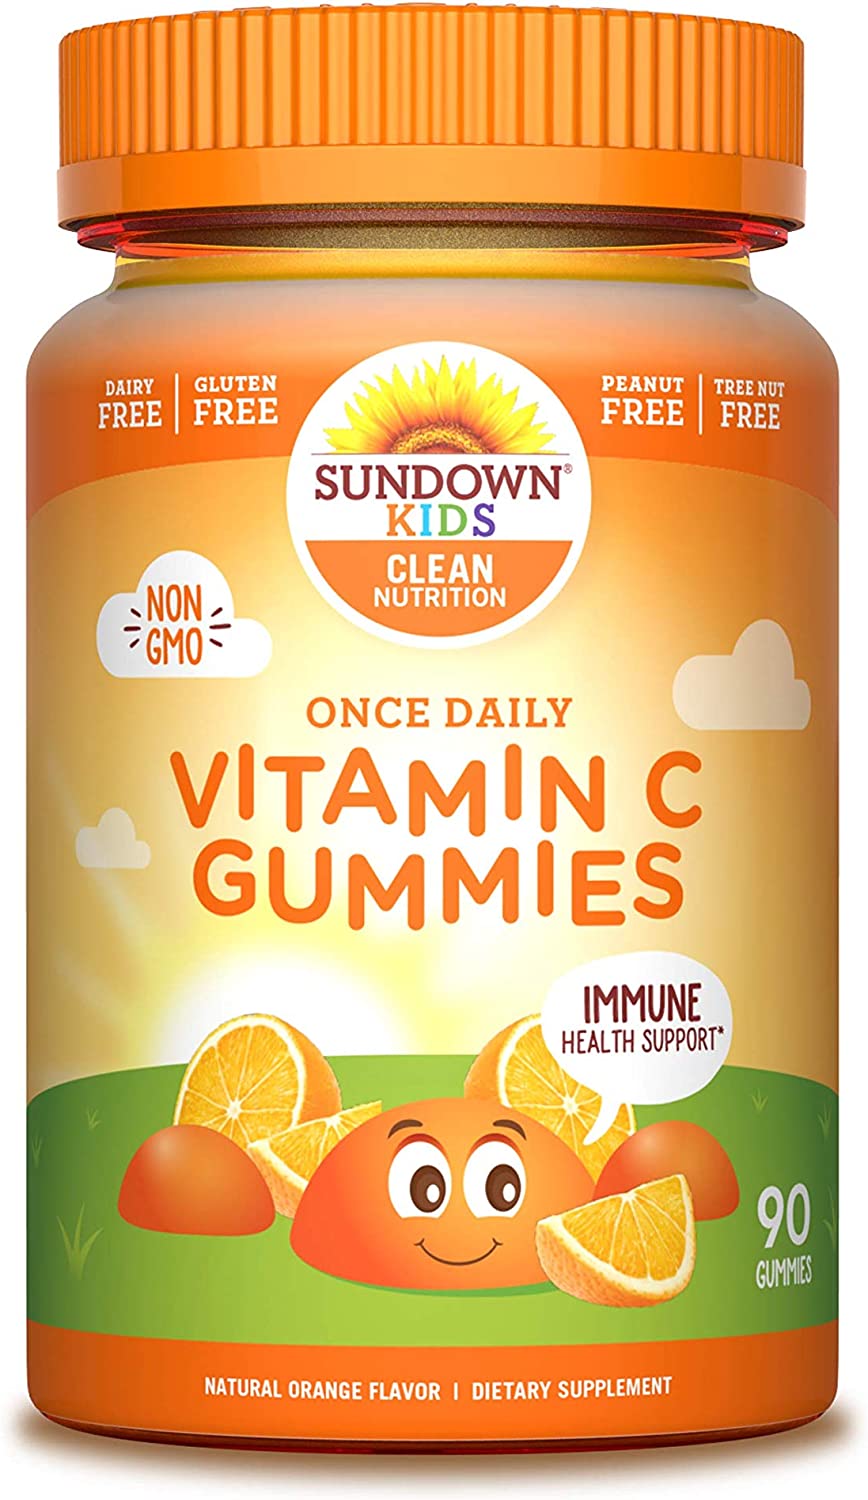 DAIRY
FREE
GLUTEN
FREE
PEANUT
FREE
TREE NUT
FREE
SUNDOWN®
KIDS
CLEAN
NUTRITION
NON
GMO
ONCE DAILY
VITAMIN C
GUMMIES
IMMUNE
HEALTH SUPPORT*
90
GUMMIES
NATURAL ORANGE FLAVOR | DIETARY SUPPLEMENT